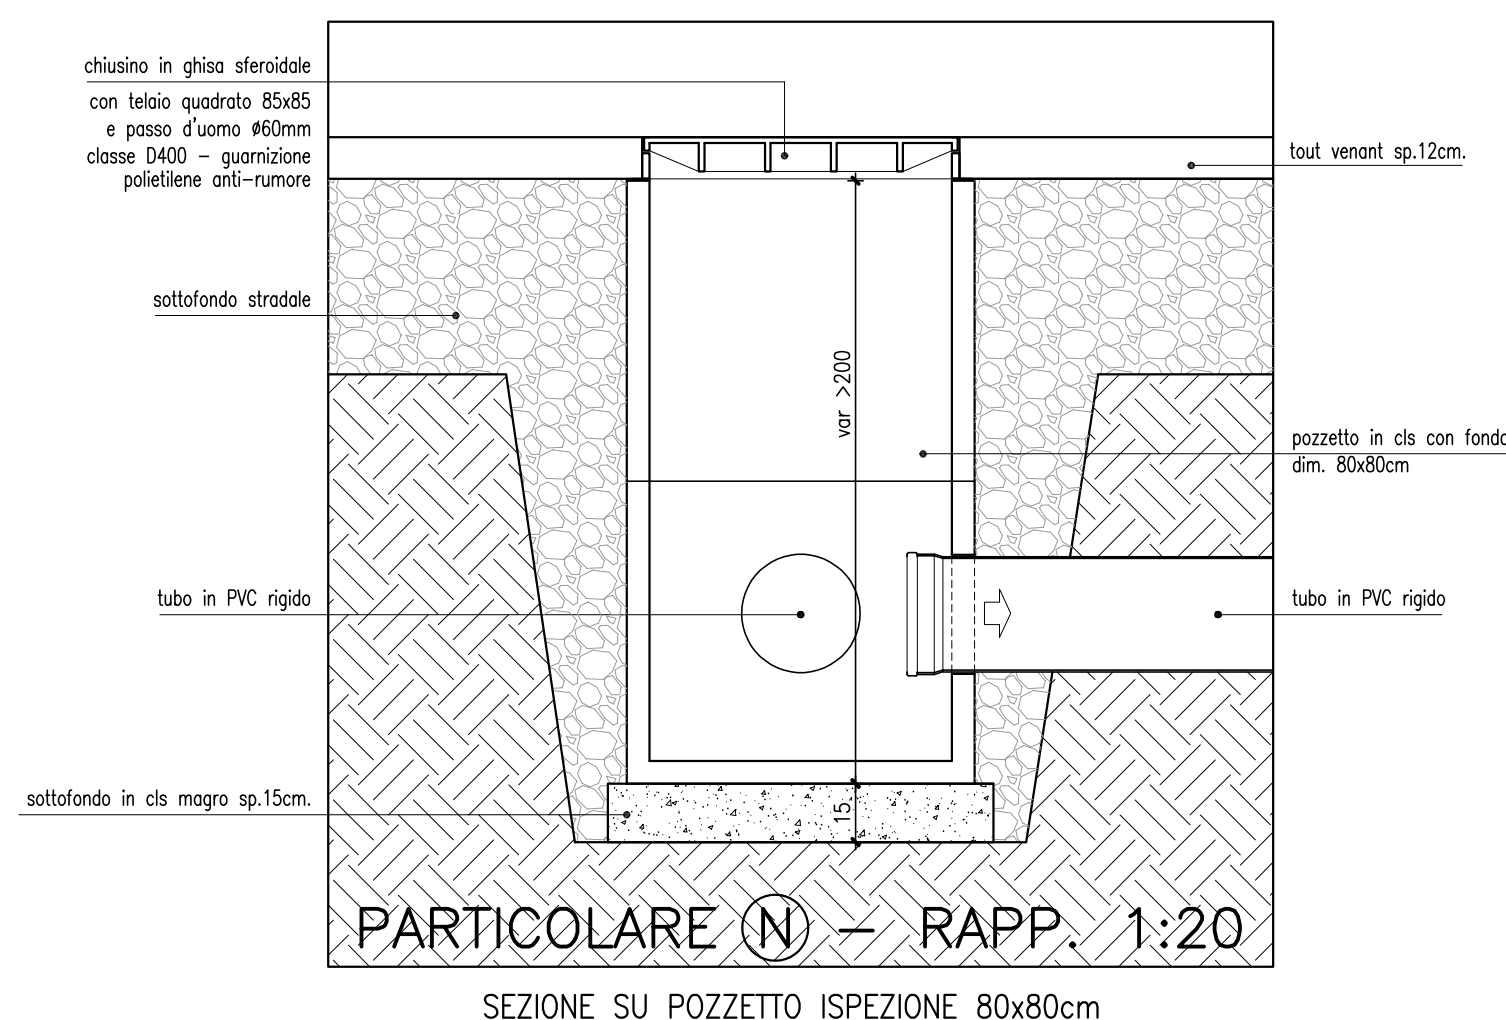 chiusino in ghisa sferoidale
con telaio quadrato 85x85
e passo d'uomo ø60mm
classe D400 – guarnizione
polietilene anti-rumore
tout venant sp.12cm.
sottofondo stradale
var >200
pozzetto in cls con fondo
dim. 80x80cm
tubo in PVC rigido
tubo in PVC rigido
sottofondo in cls magro sp.15cm.
15
PARTICOLARE N – RAPP. 1:20
SEZIONE SU POZZETTO ISPEZIONE 80x80cm